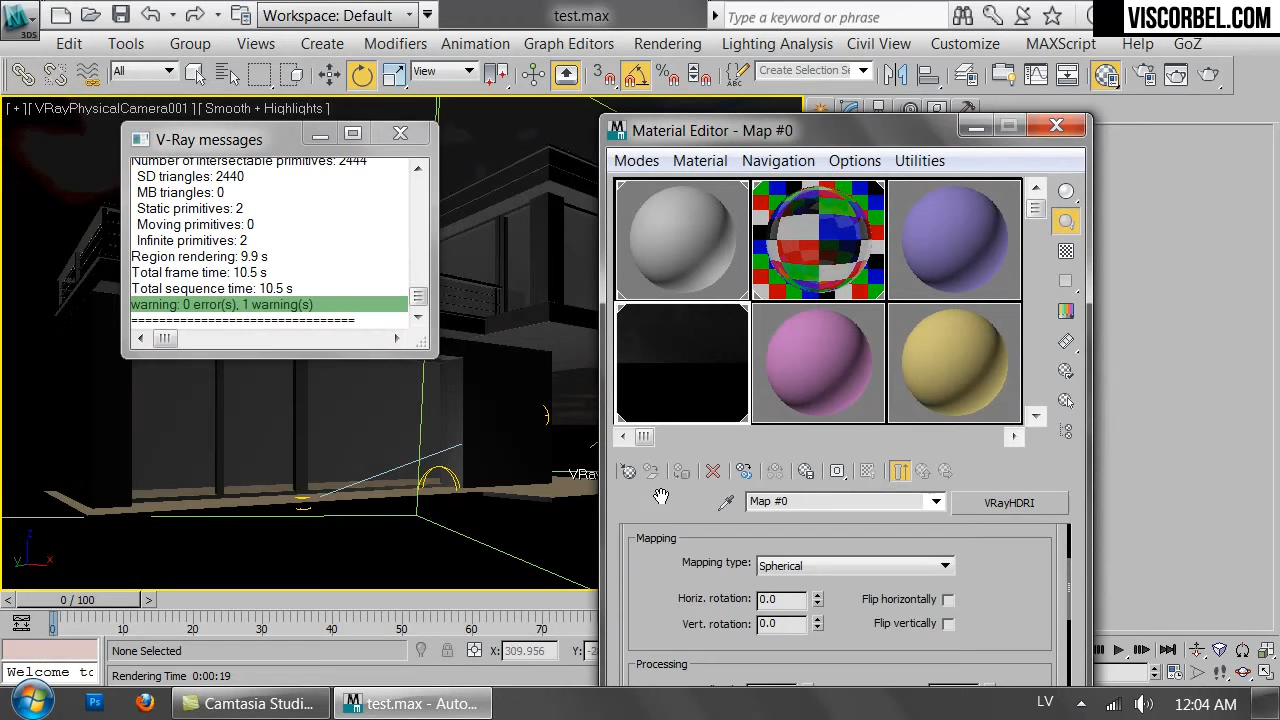 Workspace: Default
test.max
Type a keyword or phrase
VISCORBEL.COM
3DS
Edit
Tools
Group
Views
Create
Modifiers
Animation
Graph Editors
Rendering
Lighting Analysis
Civil View
Customize
MAXScript
Help
GoZ
All
View
3
Create Selection Se
[ + ][ VRayPhysicalCamera001 ][ Smooth + Highlights ]
V-Ray messages
Number of intersectable primitives: 2444
SD triangles: 2440
MB triangles: 0
Static primitives: 2
Moving primitives: 0
Infinite primitives: 2
Region rendering: 9.9 s
Total frame time: 10.5 s
Total sequence time: 10.5 s
warning: 0 error(s), 1 warning(s)
==============================
Material Editor - Map #0
Modes
Material
Navigation
Options
Utilities
VRay
Map #0
VRayHDRI
Mapping
Mapping type:
Spherical
Horiz. rotation:
0.0
Flip horizontally
Vert. rotation:
0.0
Flip vertically
Processing
z
y
x
0 / 100
0
10
20
30
40
50
60
70
None Selected
X:
309.956
Y:
Welcome to
Rendering Time 0:00:19
Camtasia Studi...
test.max - Auto...
LV
12:04 AM